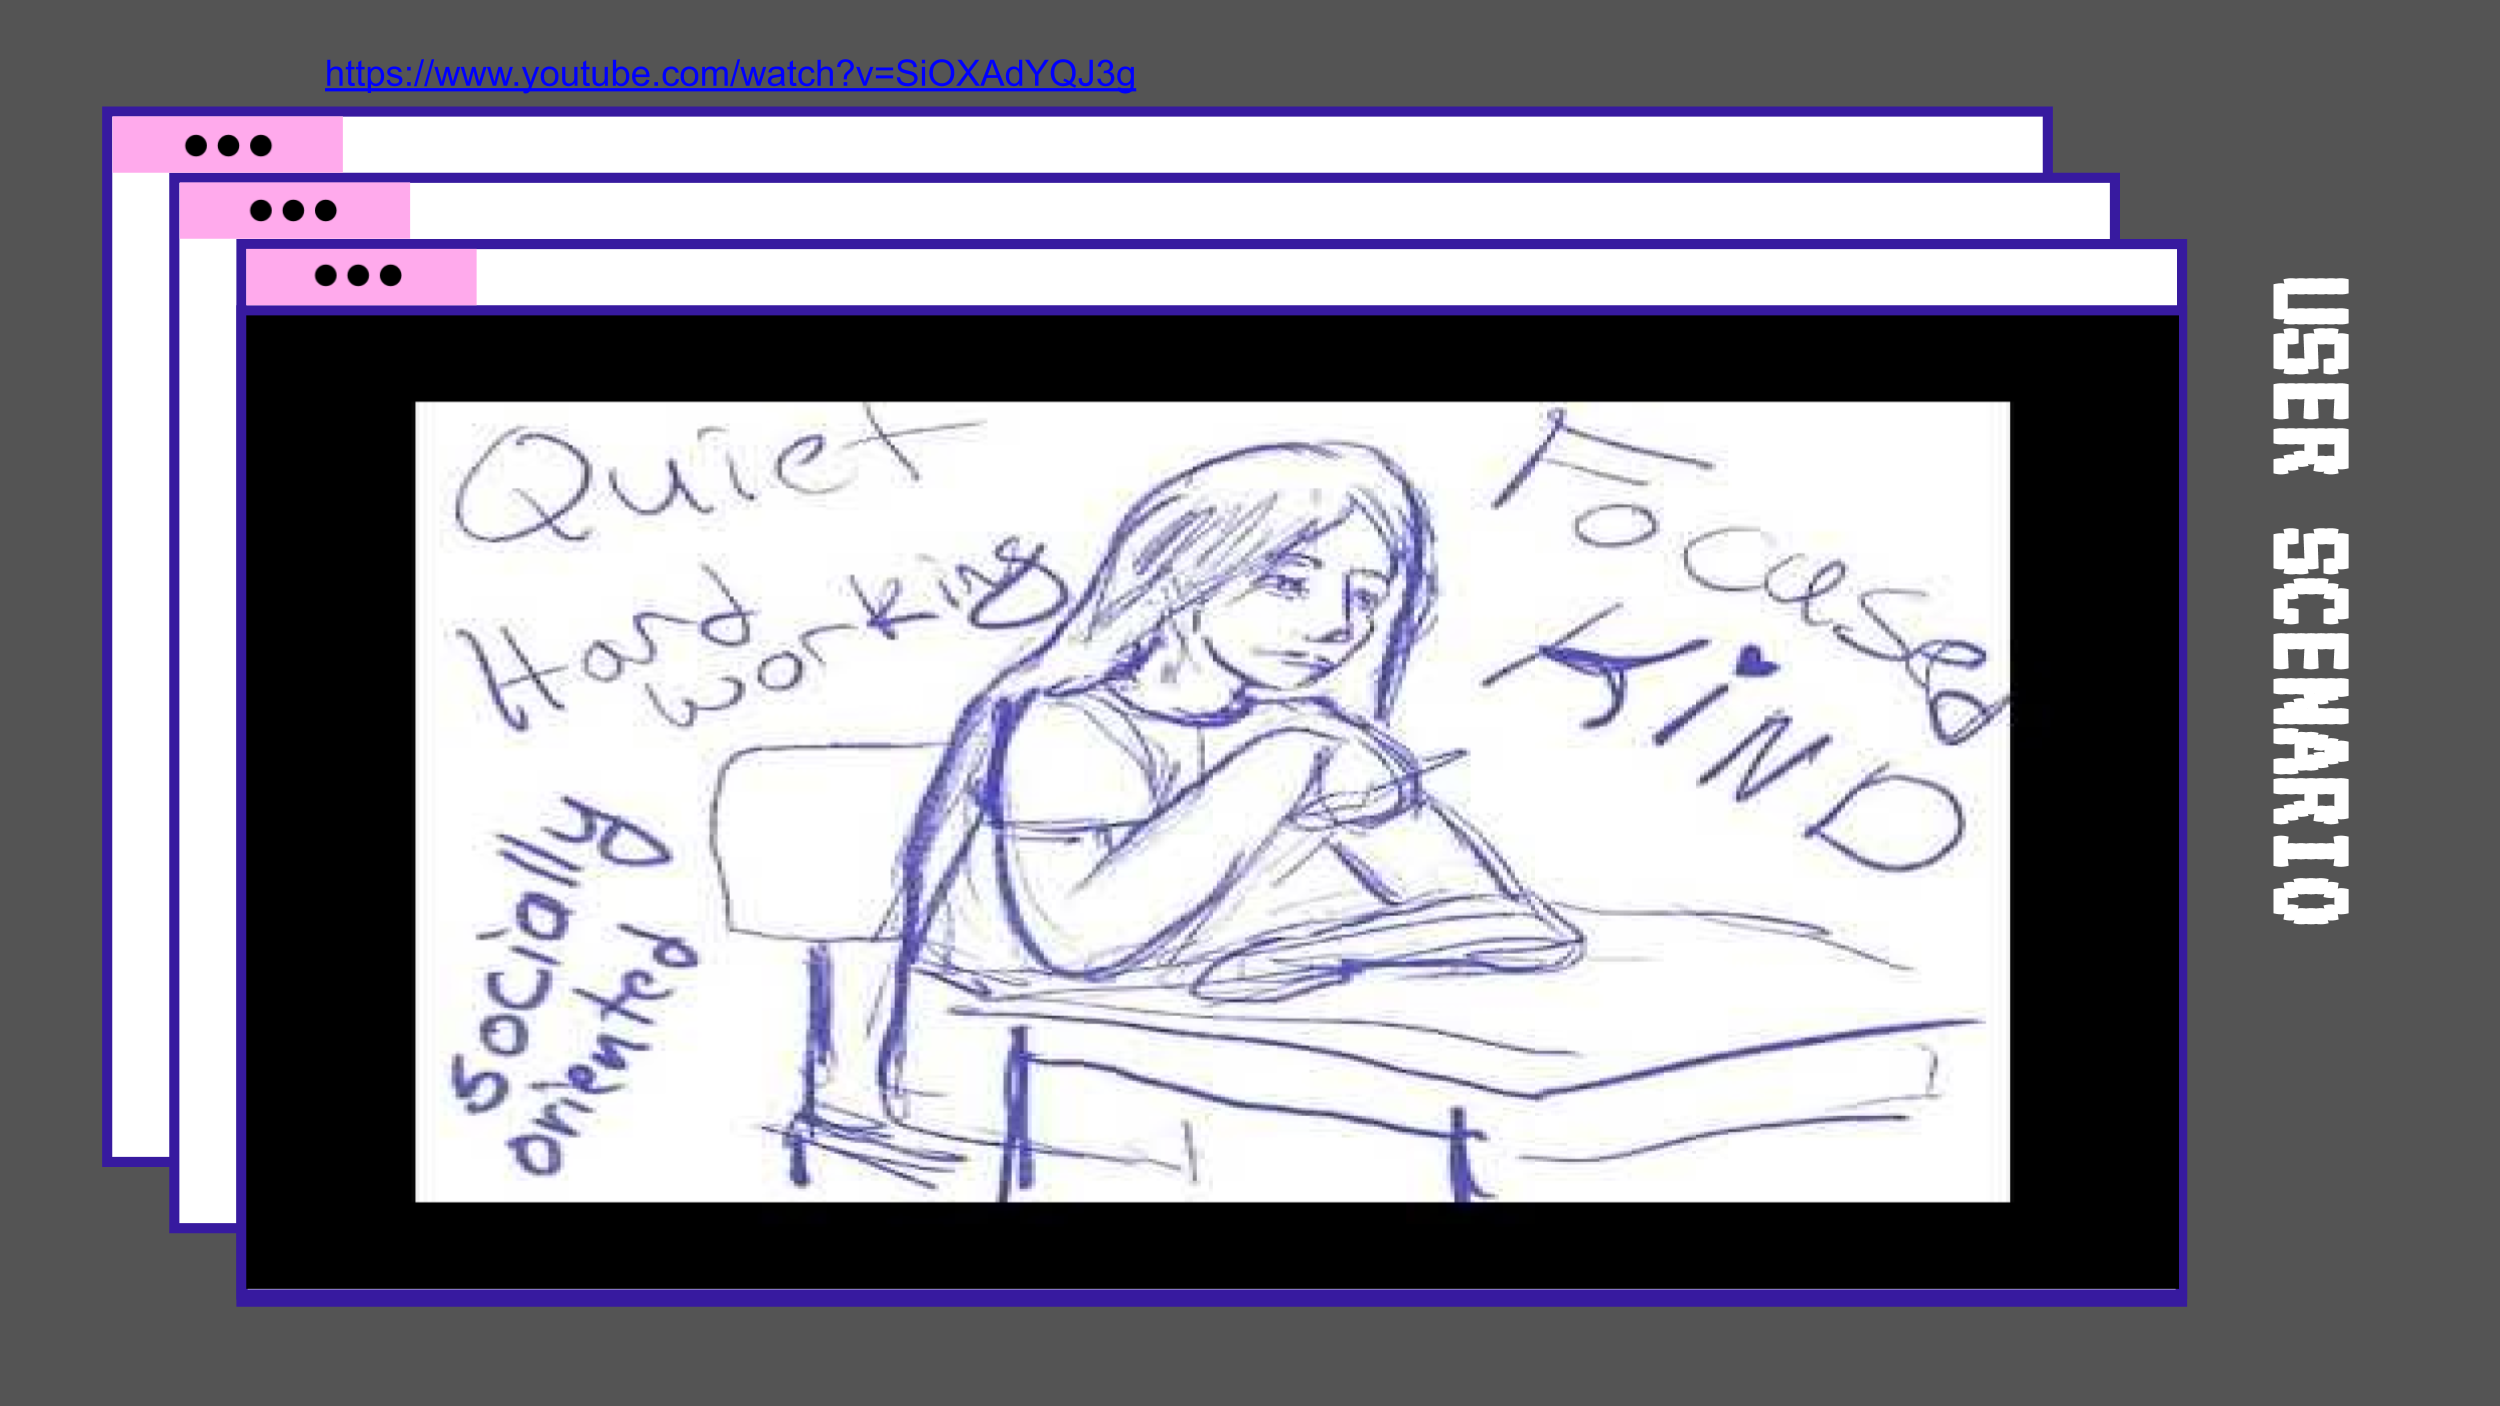 https://www.youtube.com/watch?v=SiOXAdYQJ3g
Quiet
Hard
working
Focused
KIND
socially
oriented
USER SCENARIO